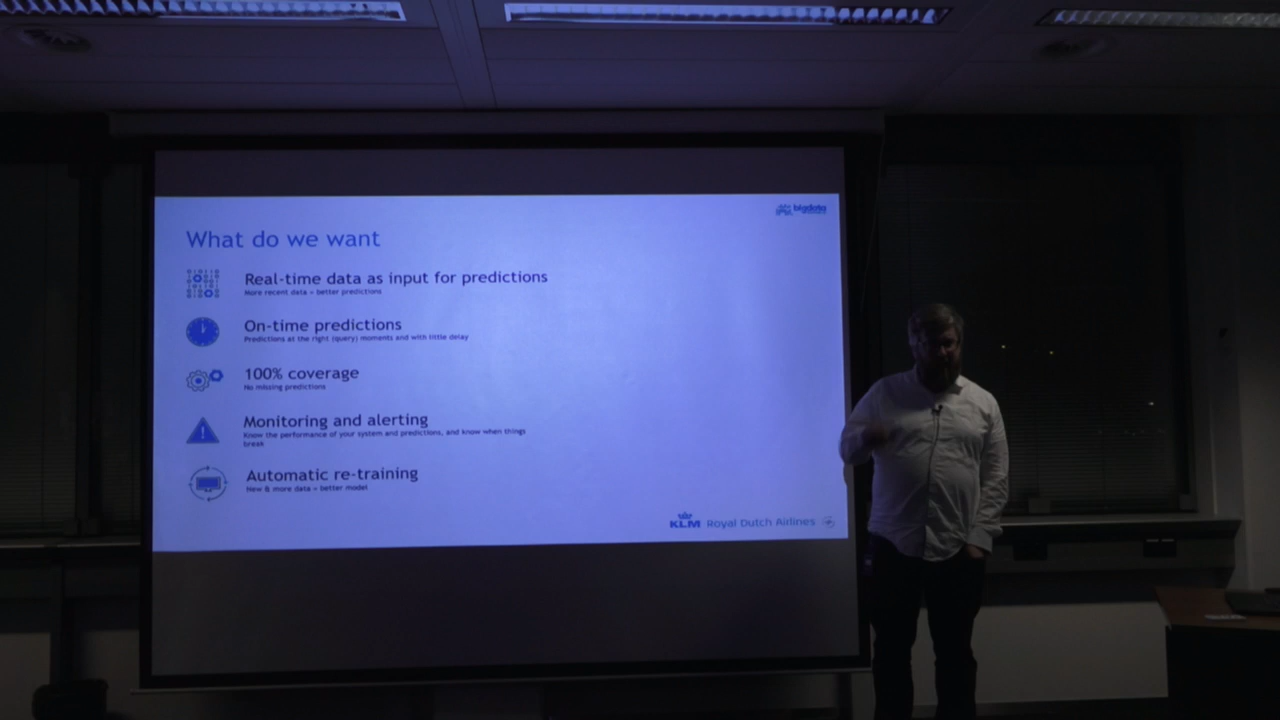 bigdata
What do we want
Real-time data as input for predictions
More recent data = better predictions
On-time predictions
Predictions at the right (query) moments and with little delay
100% coverage
No missing predictions
Monitoring and alerting
Know the performance of your system and predictions, and know when things
break
Automatic re-training
New & more data = better model
KLM Royal Dutch Airlines